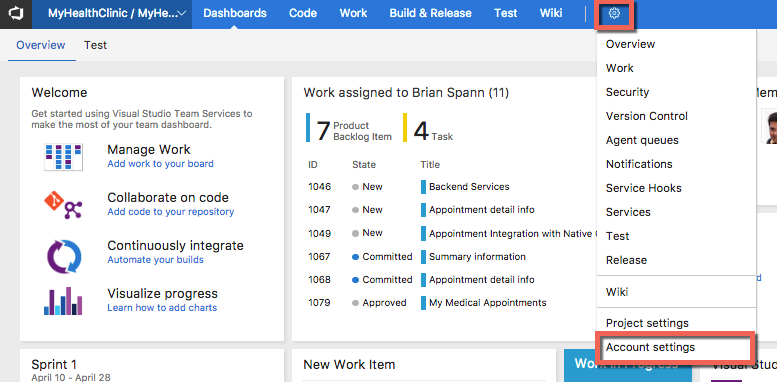 MyHealthClinic / MyHe... Dashboards Code Work Build & Release Test Wiki
Overview Test
Welcome
Get started using Visual Studio Team Services to
make the most of your team dashboard.
Manage Work
Add work to your board
Collaborate on code
Add code to your repository
Continuously integrate
Automate your builds
Visualize progress
Learn how to add charts
Work assigned to Brian Spann (11)
7 Product
Backlog Item
4 Task
ID State Title
1046 New Backend Services
1047 New Appointment detail info
1049 New Appointment Integration with Native
1067 Committed Summary information
1068 Committed Appointment detail info
1079 Approved My Medical Appointments
Overview
Work
Security
Version Control
Agent queues
Notifications
Service Hooks
Services
Test
Release
Wiki
Project settings
Account settings
Sprint 1
April 10 - April 28
New Work Item
Work in Progress
Visual Studio